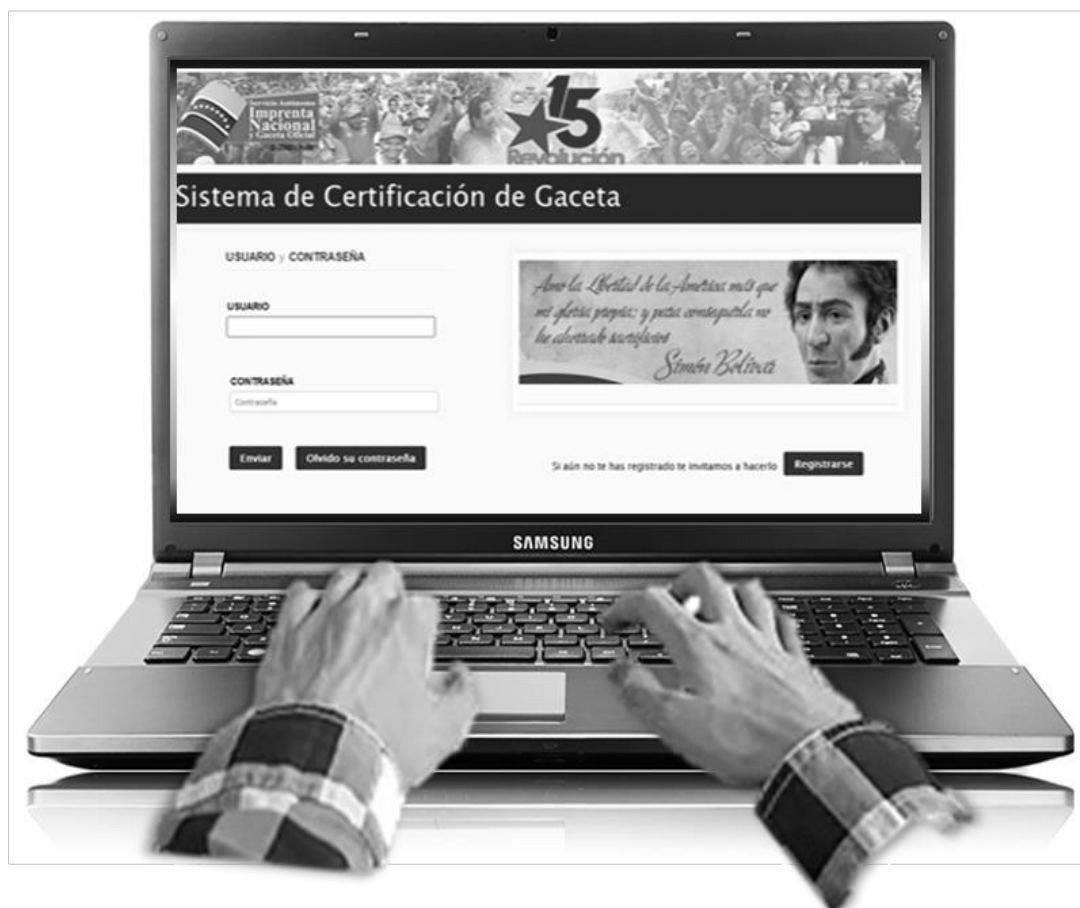 Servicio Autónomo
Imprenta
Nacional
y Gaceta Oficial
15
Revolución
Sistema de Certificación de Gaceta
USUARIO y CONTRASEÑA
USUARIO
CONTRASEÑA
Contraseña
Enviar
Olvido su contraseña
Amo la Libertad de la América más que
mi gloria propia; y para conseguirla no
he ahorrado sacrificios
Simón Bolívar
Si aún no te has registrado te invitamos a hacerlo
Registrarse
SAMSUNG